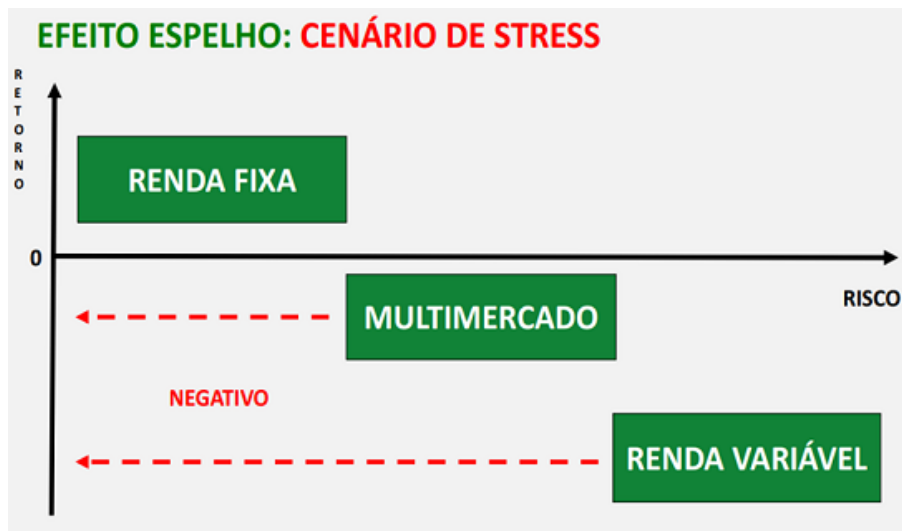 EFEITO ESPELHO: CENÁRIO DE STRESS
RETORNO
RENDA FIXA
0
RISCO
MULTIMERCADO
NEGATIVO
RENDA VARIÁVEL